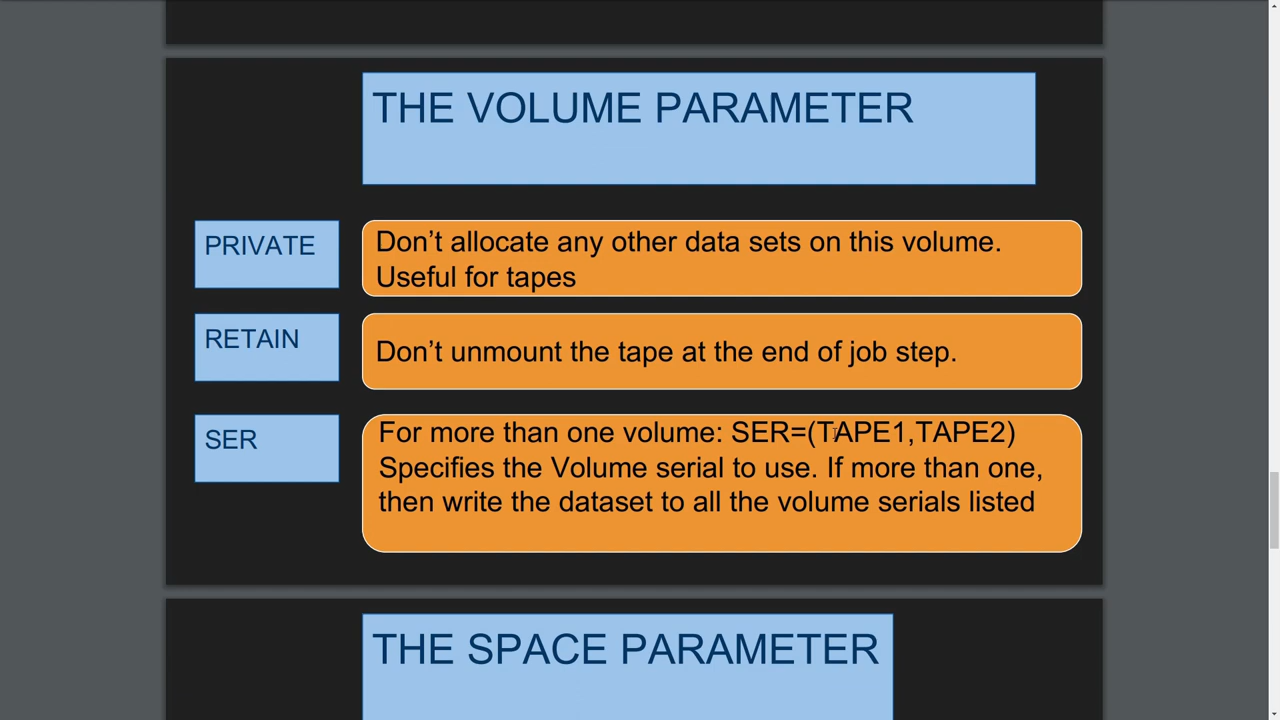 THE VOLUME PARAMETER
PRIVATE
Don’t allocate any other data sets on this volume.
Useful for tapes
RETAIN
Don’t unmount the tape at the end of job step.
SER
For more than one volume: SER=(TAPE1,TAPE2)
Specifies the Volume serial to use. If more than one,
then write the dataset to all the volume serials listed
THE SPACE PARAMETER